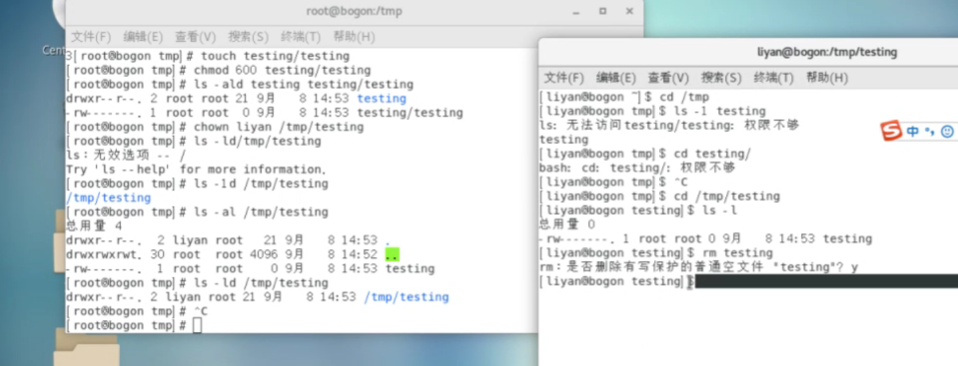 root@bogon:/tmp
文件(F) 编辑(E) 查看(V) 搜索(S) 终端(T) 帮助(H)
3[root@bogon tmp]# touch testing/testing
[root@bogon tmp]# chmod 600 testing/testing
[root@bogon tmp]# ls -ald testing testing/testing
drwxr--r--. 2 root root 21 9月 8 14:53 testing
-rw-------. 1 root root 0 9月 8 14:53 testing/testing
[root@bogon tmp]# chown liyan /tmp/testing
[root@bogon tmp]# ls -ld/tmp/testing
ls：无效选项 -- /
Try 'ls --help' for more information.
[root@bogon tmp]# ls -1d /tmp/testing
/tmp/testing
[root@bogon tmp]# ls -al /tmp/testing
总用量 4
drwxr--r--. 2 liyan root 21 9月 8 14:53 .
drwxrwxrwt. 30 root root 4096 9月 8 14:52 ..
-rw-------. 1 root root 0 9月 8 14:53 testing
[root@bogon tmp]# ls -ld /tmp/testing
drwxr--r--. 2 liyan root 21 9月 8 14:53 /tmp/testing
[root@bogon tmp]# ^C
[root@bogon tmp]#
liyan@bogon:/tmp/testing
文件(F) 编辑(E) 查看(V) 搜索(S) 终端(T) 帮助(H)
[liyan@bogon ~]$ cd /tmp
[liyan@bogon tmp]$ ls -1 testing
ls: 无法访问testing/testing: 权限不够
testing
[liyan@bogon tmp]$ cd testing/
bash: cd: testing/: 权限不够
[liyan@bogon tmp]$ ^C
[liyan@bogon tmp]$ cd /tmp/testing
[liyan@bogon testing]$ ls -l
总用量 0
-rw-------. 1 root root 0 9月 8 14:53 testing
[liyan@bogon testing]$ rm testing
rm：是否删除有写保护的普通空文件 "testing"？y
[liyan@bogon testing]$
中